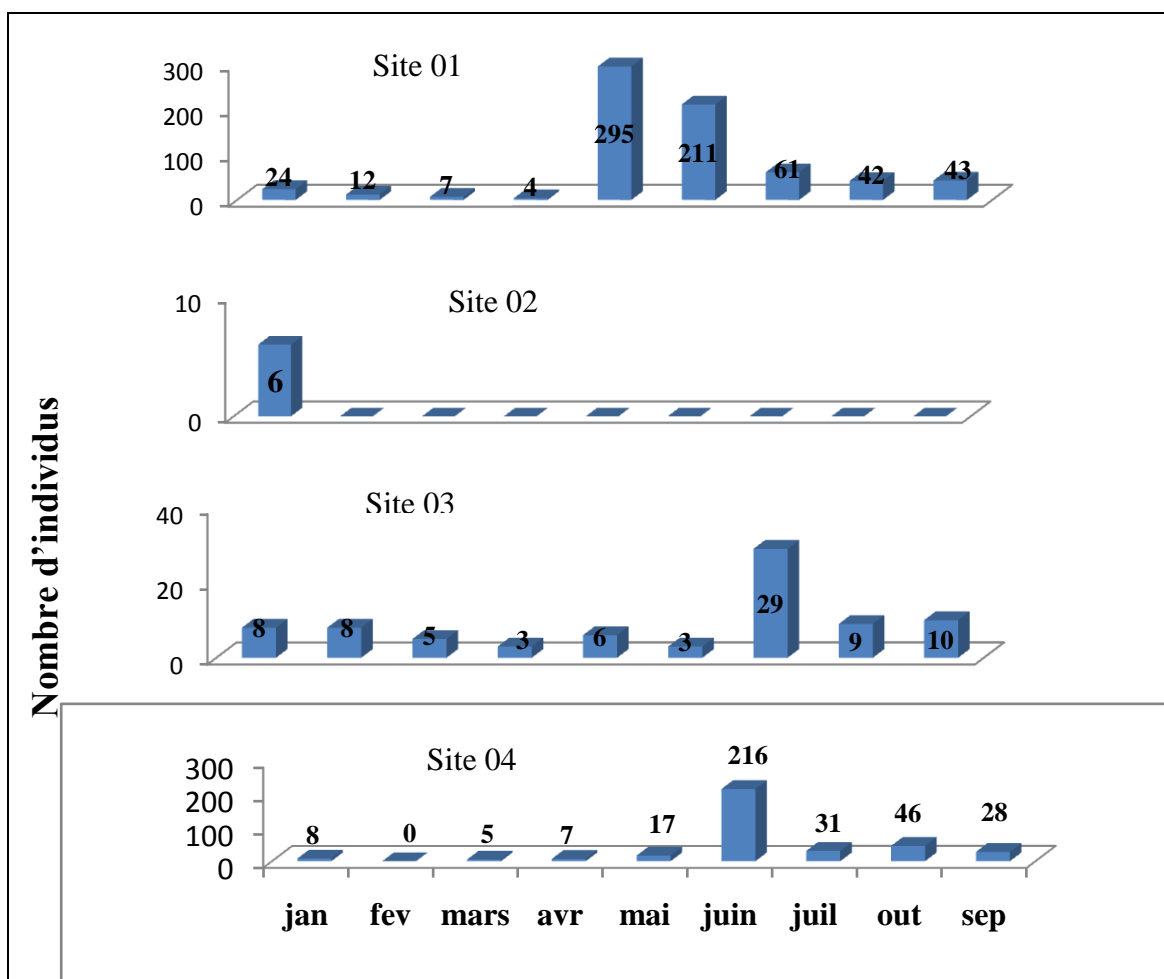 Nombre d'individus
Site 01
300
200
100
0
24 12 7 4 295 211 61 42 43
Site 02
10
0
6
Site 03
40
20
0
8 8 5 3 6 3 29 9 10
Site 04
300
200
100
0
8 0 5 7 17 216 31 46 28
jan fev mars avr mai juin juil out sep